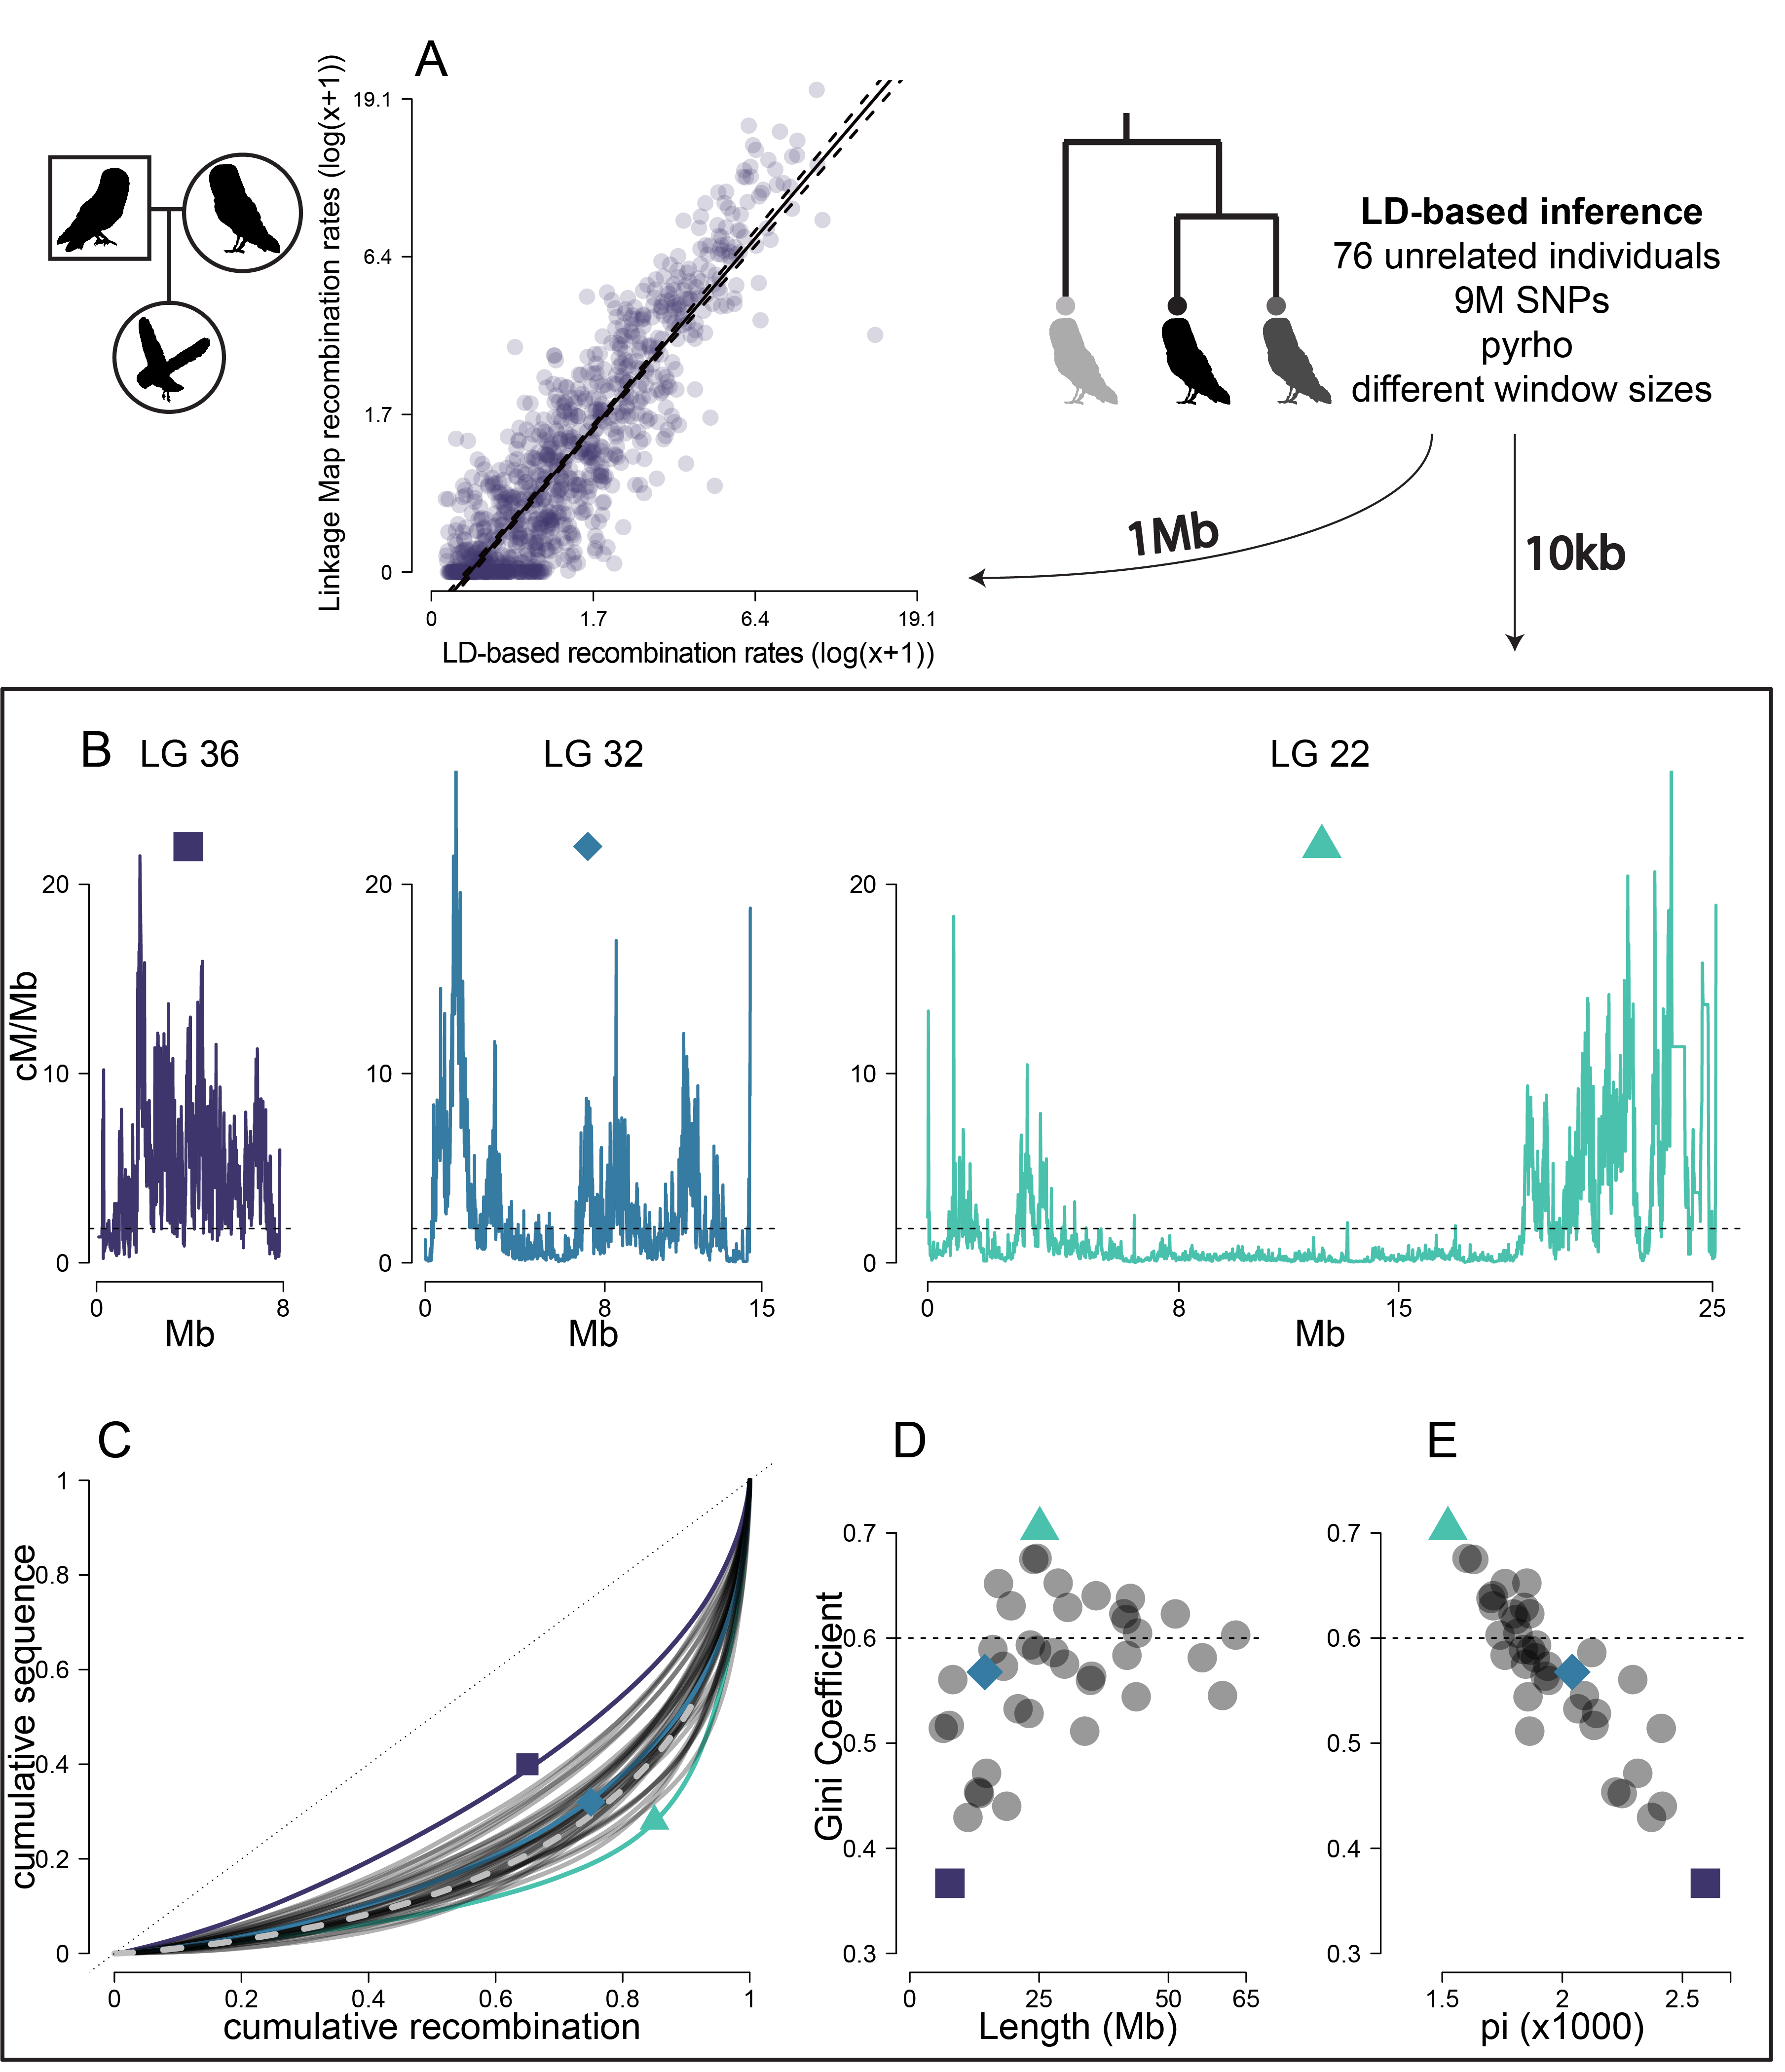 A
Linkage Map recombination rates (log(x+1))
19.1
6.4
1.7
0
0
1.7
6.4
19.1
LD-based recombination rates (log(x+1))
LD-based inference
76 unrelated individuals
9M SNPs
pyrho
different window sizes
1Mb
10kb
B
LG 36
LG 32
LG 22
cM/Mb
20
10
0
0
8
Mb
20
10
0
0
8
15
Mb
20
10
0
0
8
15
25
Mb
C
cumulative sequence
1
0.8
0.6
0.4
0.2
0
0
0.2
0.4
0.6
0.8
1
cumulative recombination
D
Gini Coefficient
0.7
0.6
0.5
0.4
0.3
0
25
50
65
Length (Mb)
E
0.7
0.6
0.5
0.4
0.3
1.5
2
2.5
pi (x1000)